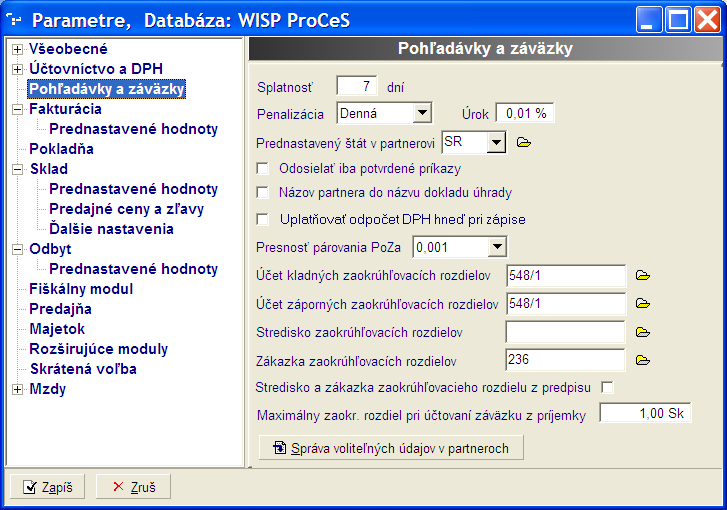 Parametre, Databáza: WISP ProCeS
Všeobecné
Účtovníctvo a DPH
Pohľadávky a záväzky
Fakturácia
Prednastavené hodnoty
Pokladňa
Sklad
Prednastavené hodnoty
Predajné ceny a zľavy
Ďalšie nastavenia
Odbyt
Prednastavené hodnoty
Fiškálny modul
Predajňa
Majetok
Rozširujúce moduly
Skrátená voľba
Mzdy
Pohľadávky a záväzky
Splatnosť 7 dní
Penalizácia Denná Úrok 0,01 %
Prednastavený štát v partnerovi SR
Odosielať iba potvrdené príkazy
Názov partnera do názvu dokladu úhrady
Uplatňovať odpočet DPH hneď pri zápise
Presnosť párovania PoZa 0,001
Účet kladných zaokrúhľovacích rozdielov 548/1
Účet záporných zaokrúhľovacích rozdielov 548/1
Stredisko zaokrúhľovacích rozdielov
Zákazka zaokrúhľovacích rozdielov 236
Stredisko a zákazka zaokrúhľovacieho rozdielu z predpisu
Maximálny zaokr. rozdiel pri účtovaní záväzku z príjemky 1,00 Sk
Správa voliteľných údajov v partneroch
Zapíš
Zruš